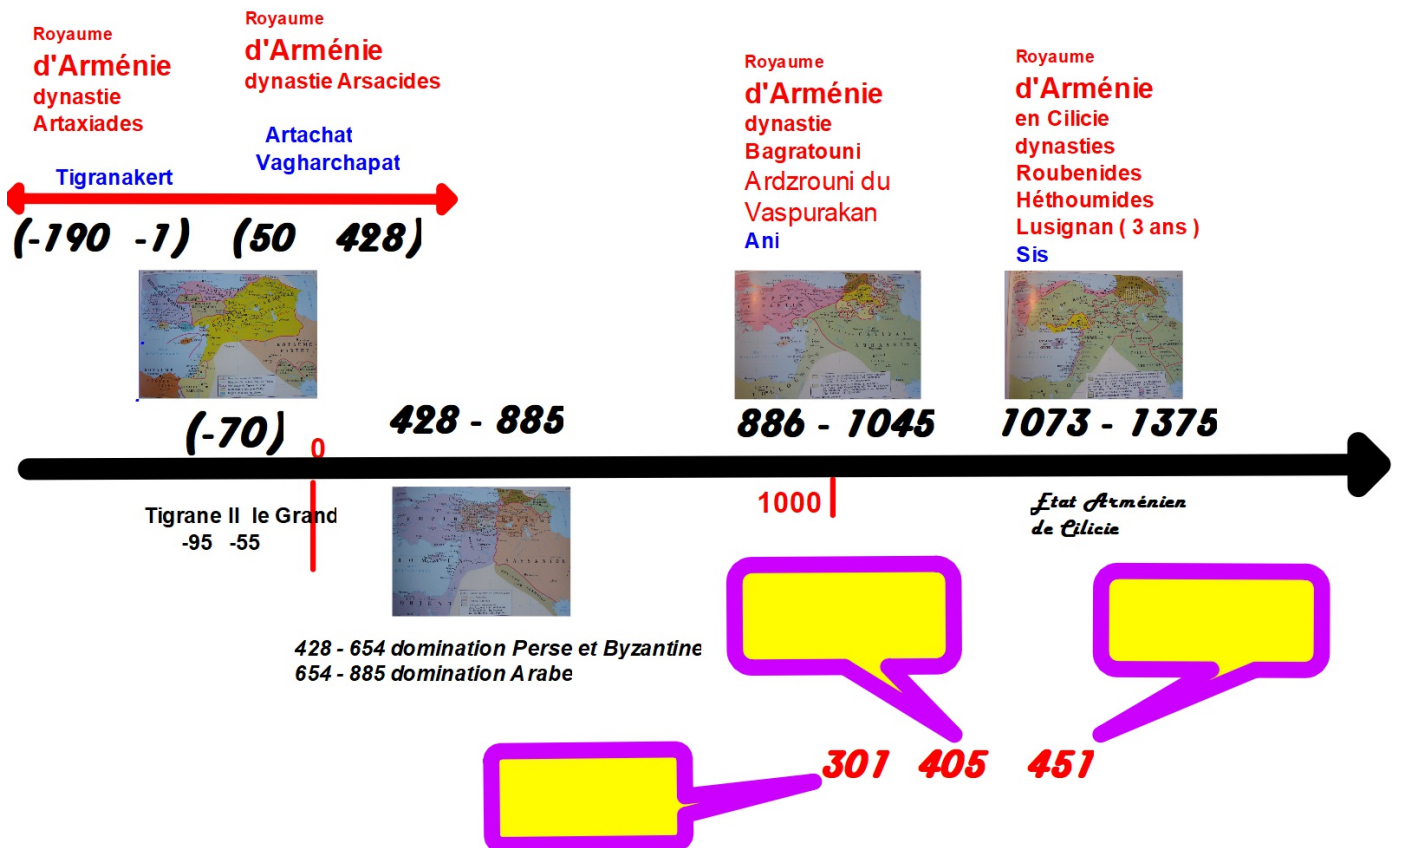 Royaume
d'Arménie
dynastie
Artaxiades
Tigranakert
Royaume
d'Arménie
dynastie Arsacides
Artachat
Vagharchapat
(-190 -1) (50 428)
Royaume
d'Arménie
dynastie
Bagratouni
Ardzrouni du
Vaspurakan
Ani
Royaume
d'Arménie
en Cilicie
dynasties
Roubenides
Héthoumides
Lusignan ( 3 ans )
Sis
(-70)
0
428 - 885
886 - 1045
1073 - 1375
Tigrane II le Grand
-95 -55
1000
Etat Arménien
de Cilicie
428 - 654 domination Perse et Byzantine
654 - 885 domination Arabe
301 405 451